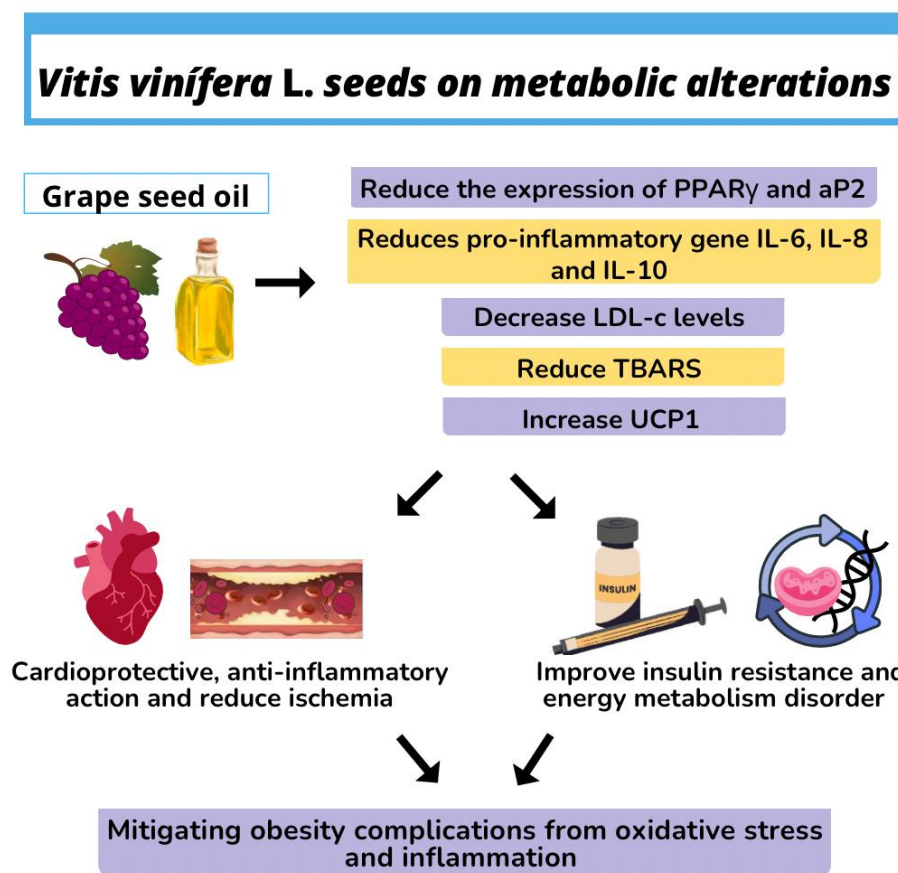 Vitis vinífera L. seeds on metabolic alterations
Grape seed oil
Reduce the expression of PPARγ and aP2
Reduces pro-inflammatory gene IL-6, IL-8
and IL-10
Decrease LDL-c levels
Reduce TBARS
Increase UCP1
INSULIN
Cardioprotective, anti-inflammatory
action and reduce ischemia
Improve insulin resistance and
energy metabolism disorder
Mitigating obesity complications from oxidative stress
and inflammation